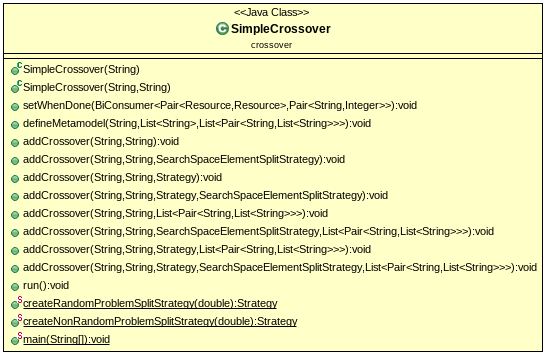 <<Java Class>>
C SimpleCrossover
crossover
C SimpleCrossover(String)
C SimpleCrossover(String,String)
setWhenDone(BiConsumer<Pair<Resource,Resource>,Pair<String,Integer>>):void
defineMetamodel(String,List<String>,List<Pair<String,List<String>>>):void
addCrossover(String,String):void
addCrossover(String,String,SearchSpaceElementSplitStrategy):void
addCrossover(String,String,Strategy):void
addCrossover(String,String,Strategy,SearchSpaceElementSplitStrategy):void
addCrossover(String,String,List<Pair<String,List<String>>>):void
addCrossover(String,String,SearchSpaceElementSplitStrategy,List<Pair<String,List<String>>>):void
addCrossover(String,String,Strategy,List<Pair<String,List<String>>>):void
addCrossover(String,String,Strategy,SearchSpaceElementSplitStrategy,List<Pair<String,List<String>>>):void
run():void
S createRandomProblemSplitStrategy(double):Strategy
S createNonRandomProblemSplitStrategy(double):Strategy
S main(String[]):void